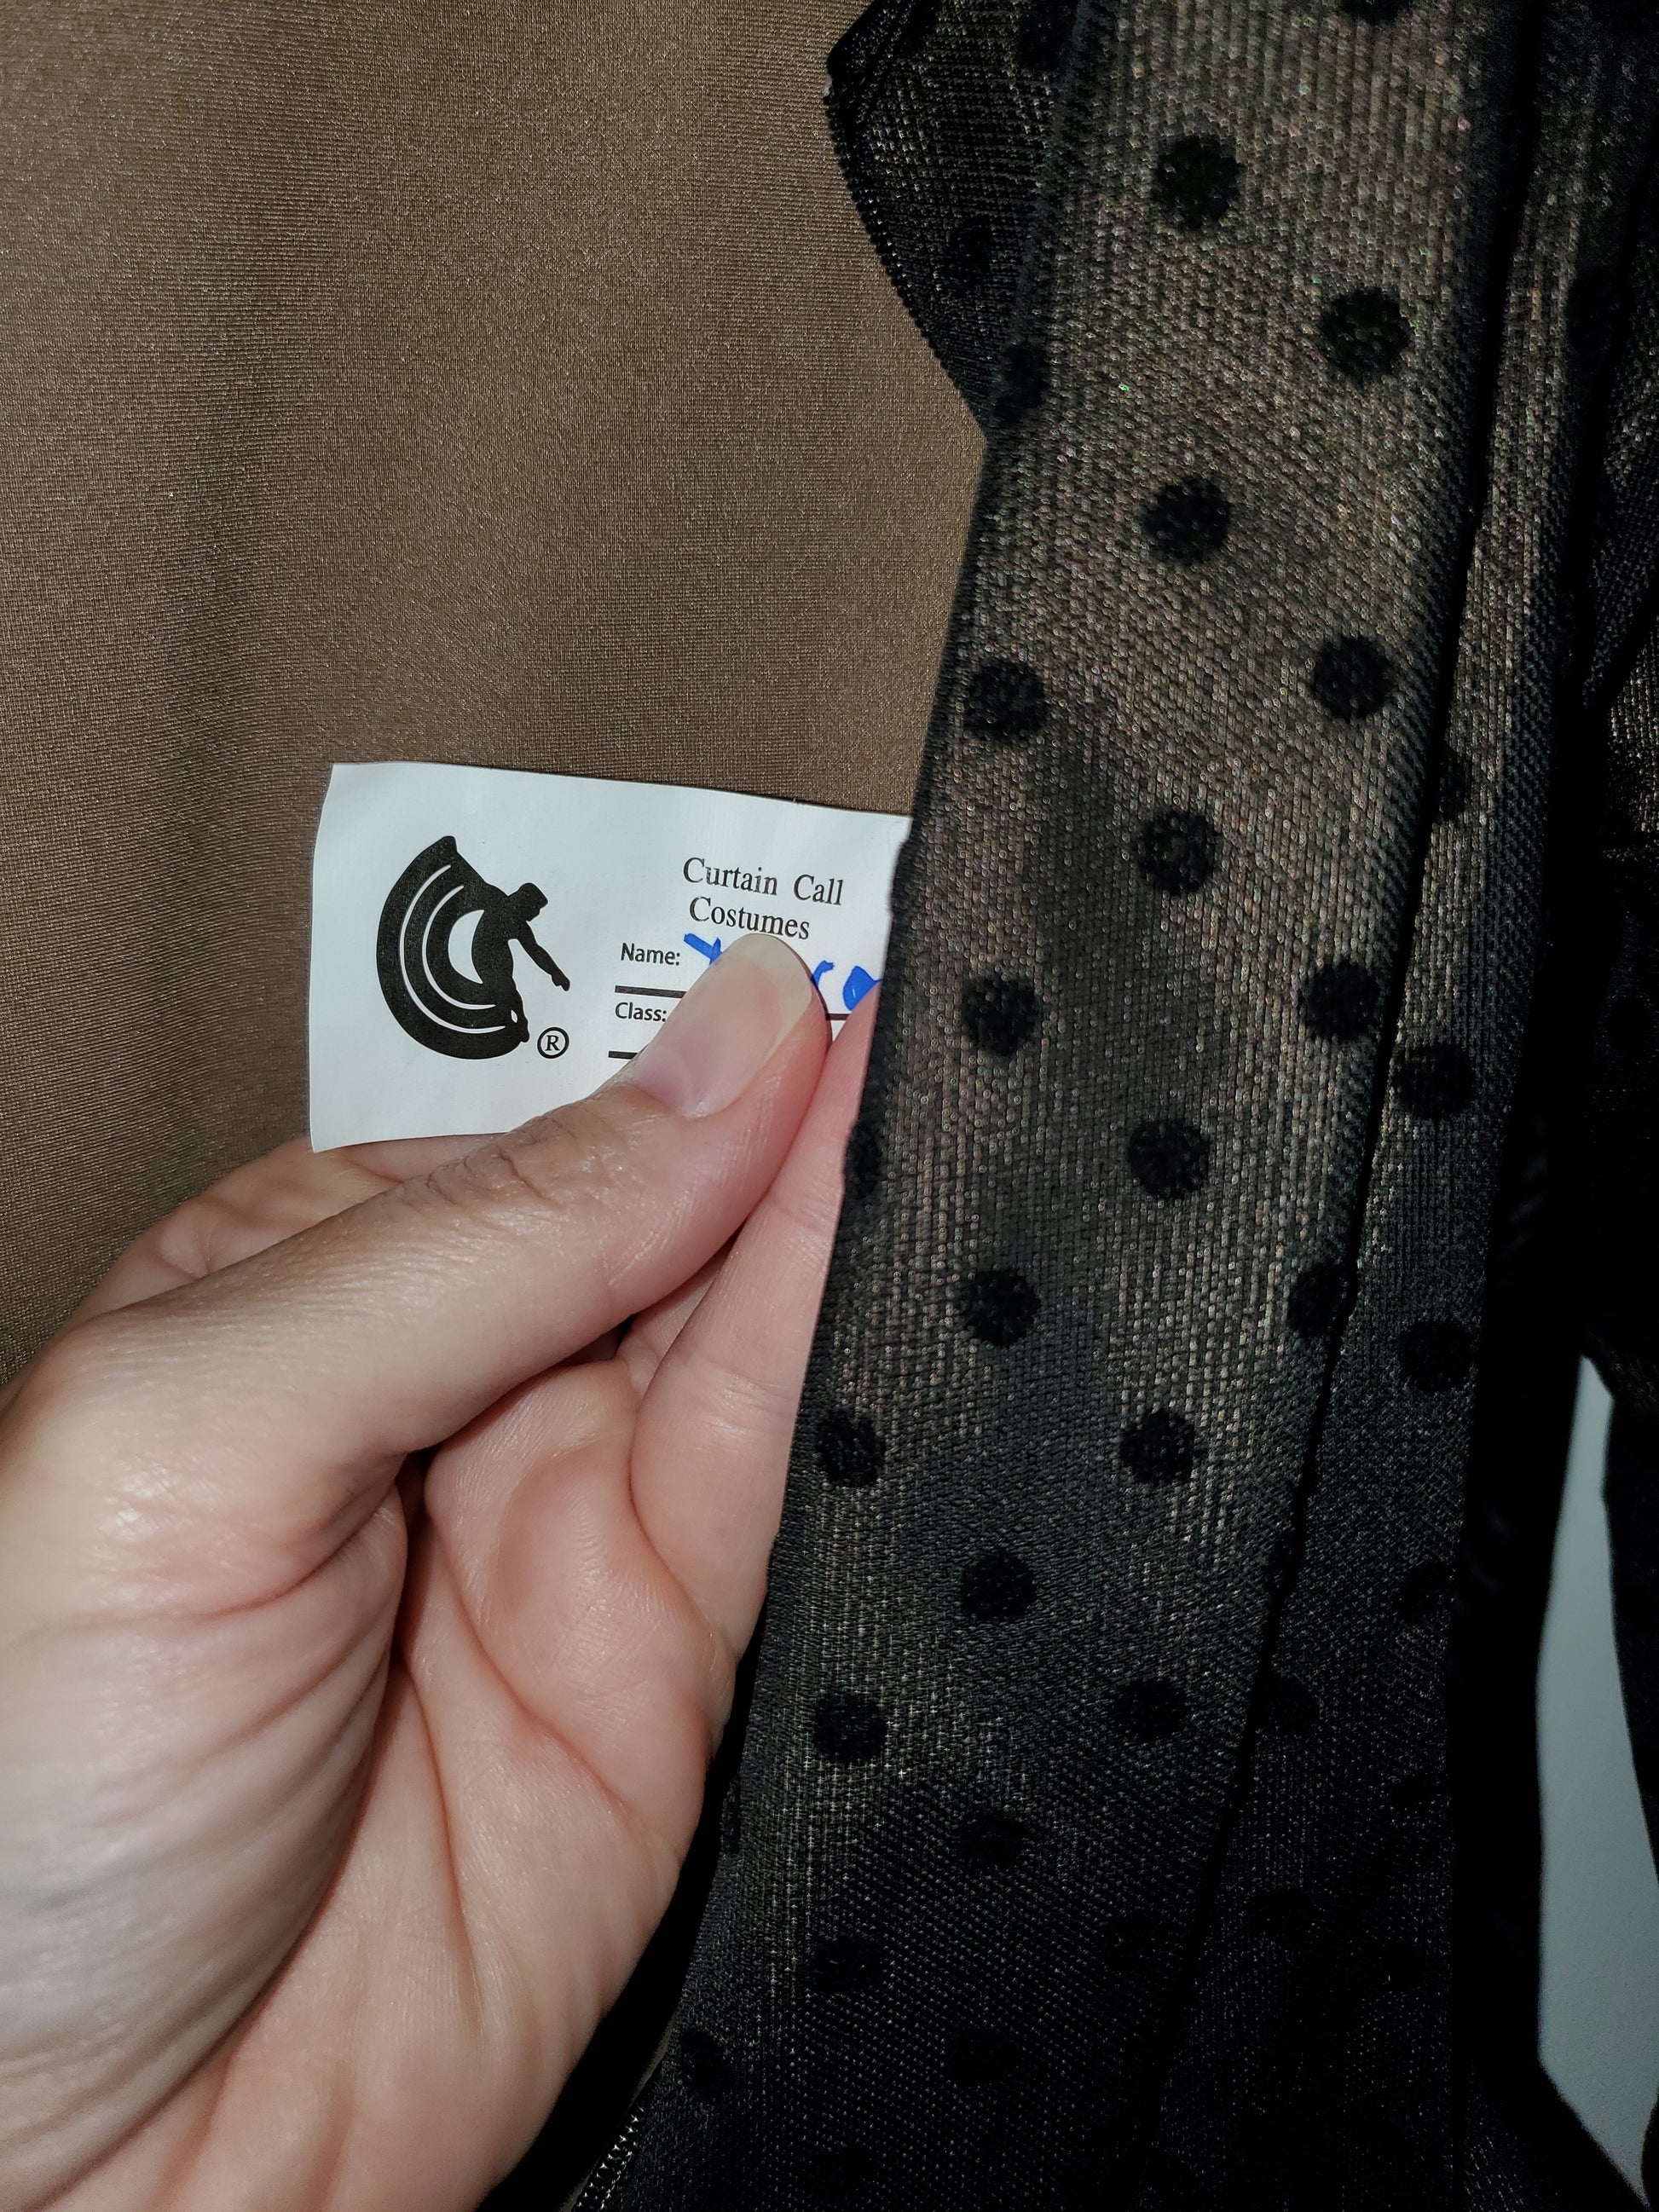 Curtain Call
Costumes
Name:
Class:
®